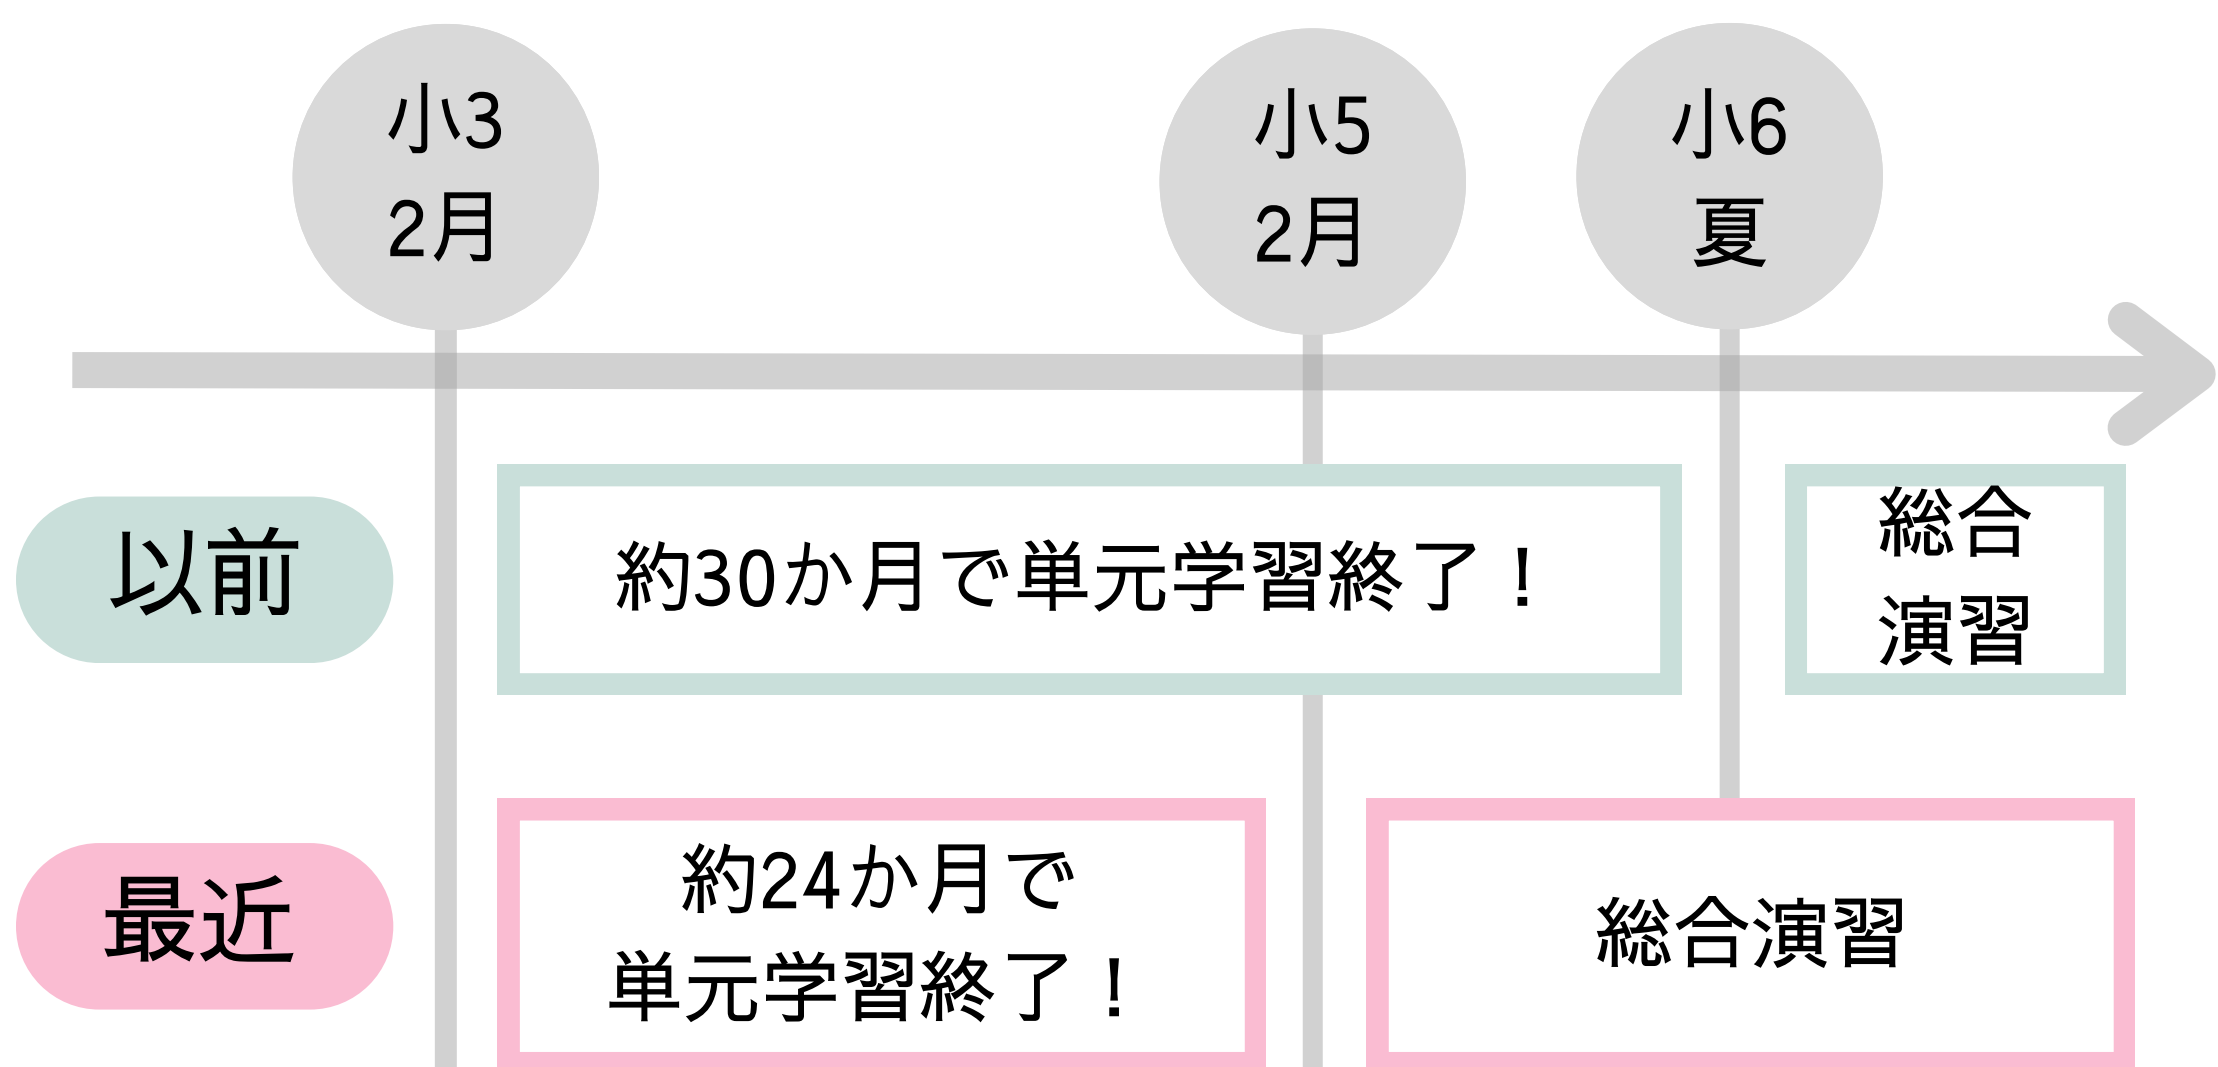 小3
2月
小5
2月
小6
夏
以前
約30か月で単元学習終了！
総合
演習
最近
約24か月で
単元学習終了！
総合演習